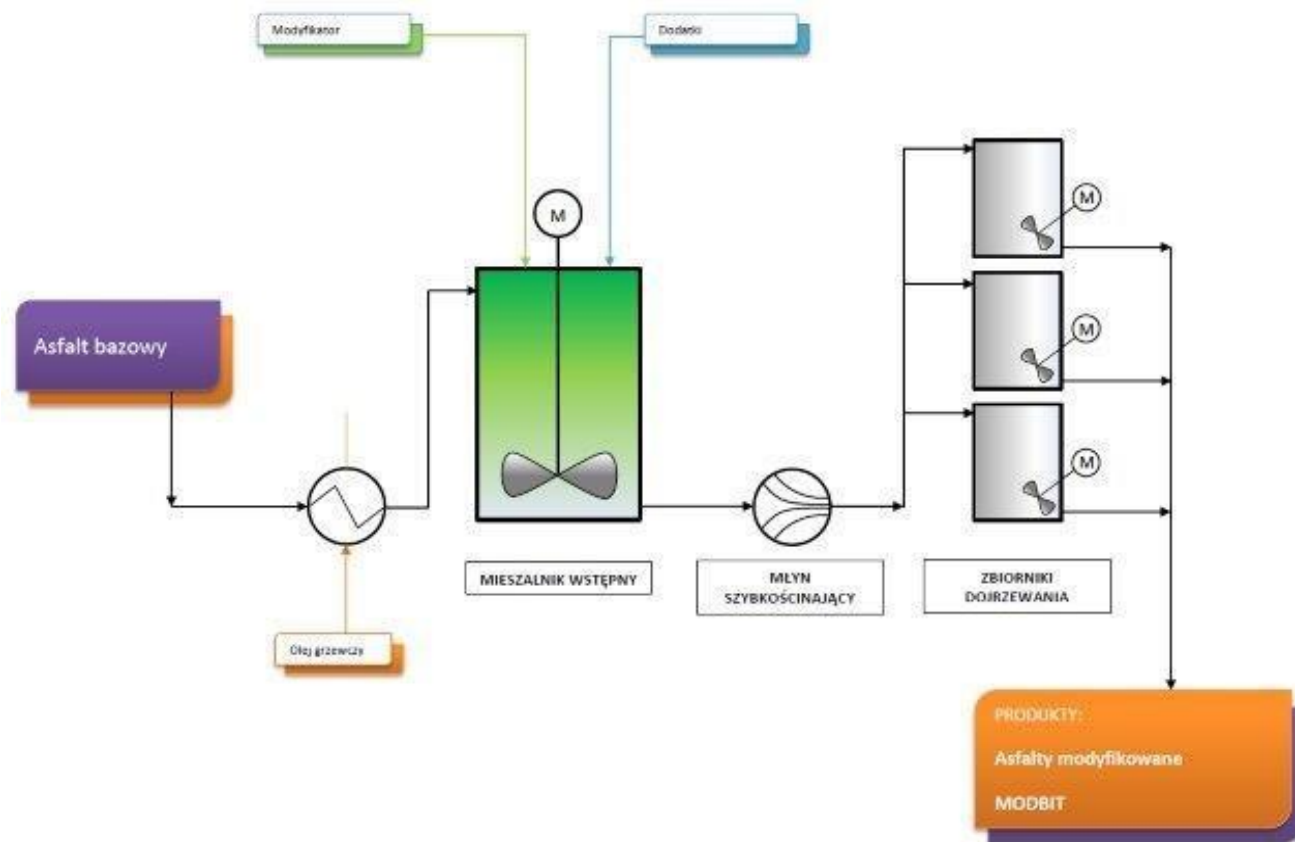 Modyfikator
Dodatki
M
M
Asfalt bazowy
M
M
MIESZALNIK WSTĘPNY
MŁYN
SZYBKOŚCINAJĄCY
ZBIORNIKI
DOJRZEWANIA
Olej grzewczy
PRODUKTY:
Asfalty modyfikowane
MODBIT